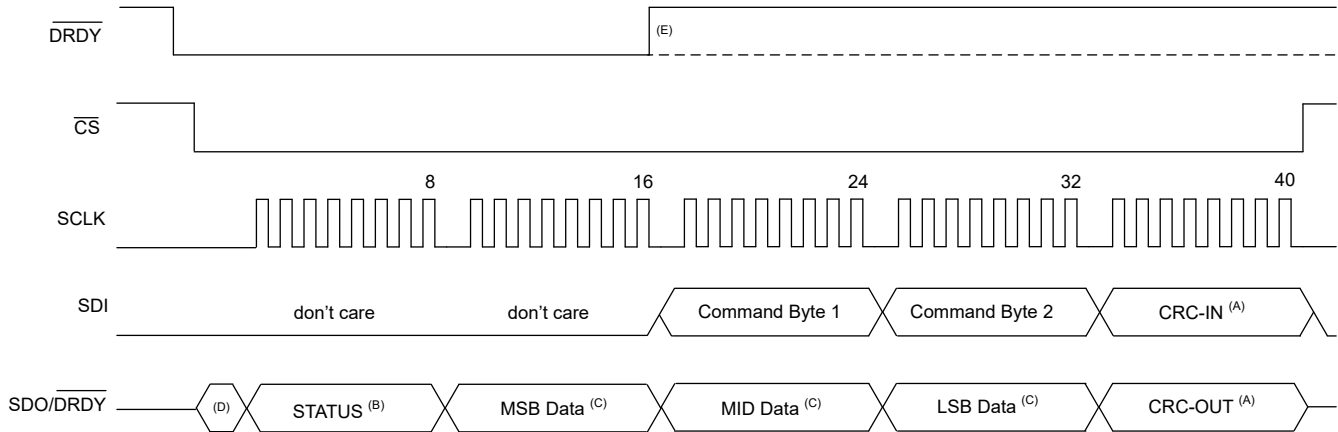 DRDY
(E)
CS
8 16 24 32 40
SCLK
SDI don't care don't care Command Byte 1 Command Byte 2 CRC-IN (A)
SDO/DRDY (D) STATUS (B) MSB Data (C) MID Data (C) LSB Data (C) CRC-OUT (A)